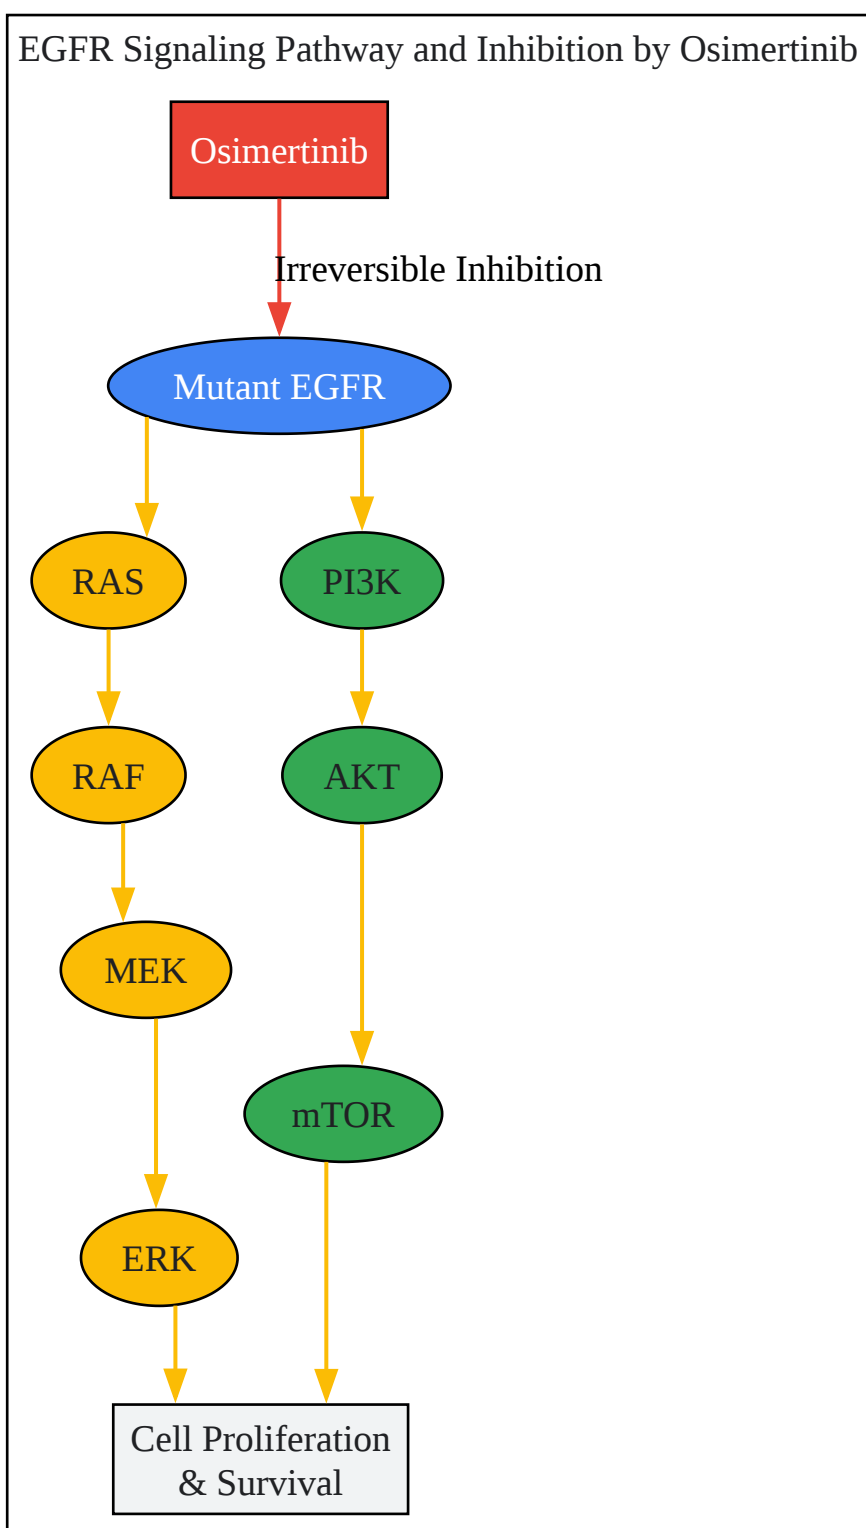 EGFR Signaling Pathway and Inhibition by Osimertinib
Osimertinib
Irreversible Inhibition
Mutant EGFR
RAS
PI3K
RAF
AKT
MEK
mTOR
ERK
Cell Proliferation
& Survival